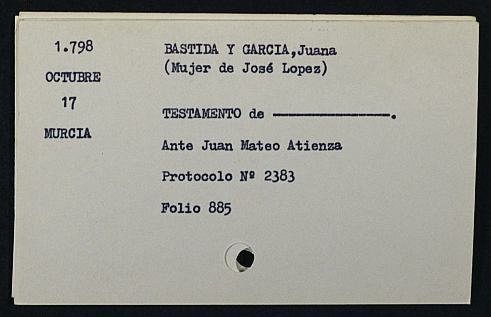 1.798
OCTUBRE
17
MURCIA
BASTIDA Y GARCIA,Juana
(Mujer de José Lopez)
TESTAMENTO de ----------------.
Ante Juan Mateo Atienza
Protocolo Nº 2383
Folio 885